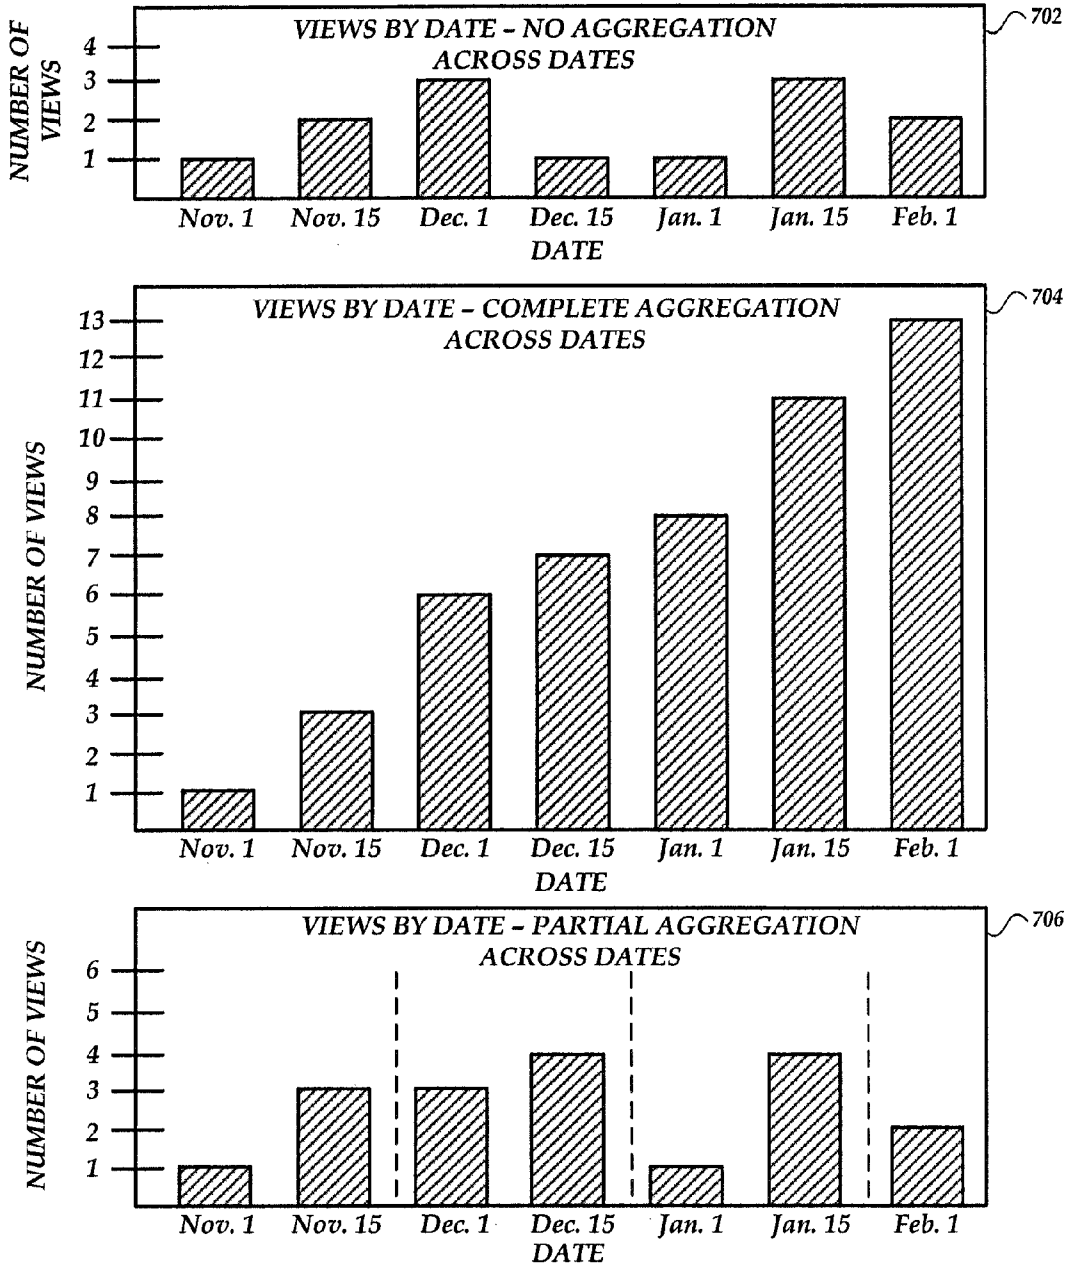 VIEWS BY DATE – NO AGGREGATION
ACROSS DATES
702
NUMBER OF
VIEWS
4
3
2
1
Nov. 1 Nov. 15 Dec. 1 Dec. 15 Jan. 1 Jan. 15 Feb. 1
DATE
VIEWS BY DATE – COMPLETE AGGREGATION
ACROSS DATES
704
NUMBER OF VIEWS
13
12
11
10
9
8
7
6
5
4
3
2
1
Nov. 1 Nov. 15 Dec. 1 Dec. 15 Jan. 1 Jan. 15 Feb. 1
DATE
VIEWS BY DATE – PARTIAL AGGREGATION
ACROSS DATES
706
NUMBER OF VIEWS
6
5
4
3
2
1
Nov. 1 Nov. 15 Dec. 1 Dec. 15 Jan. 1 Jan. 15 Feb. 1
DATE